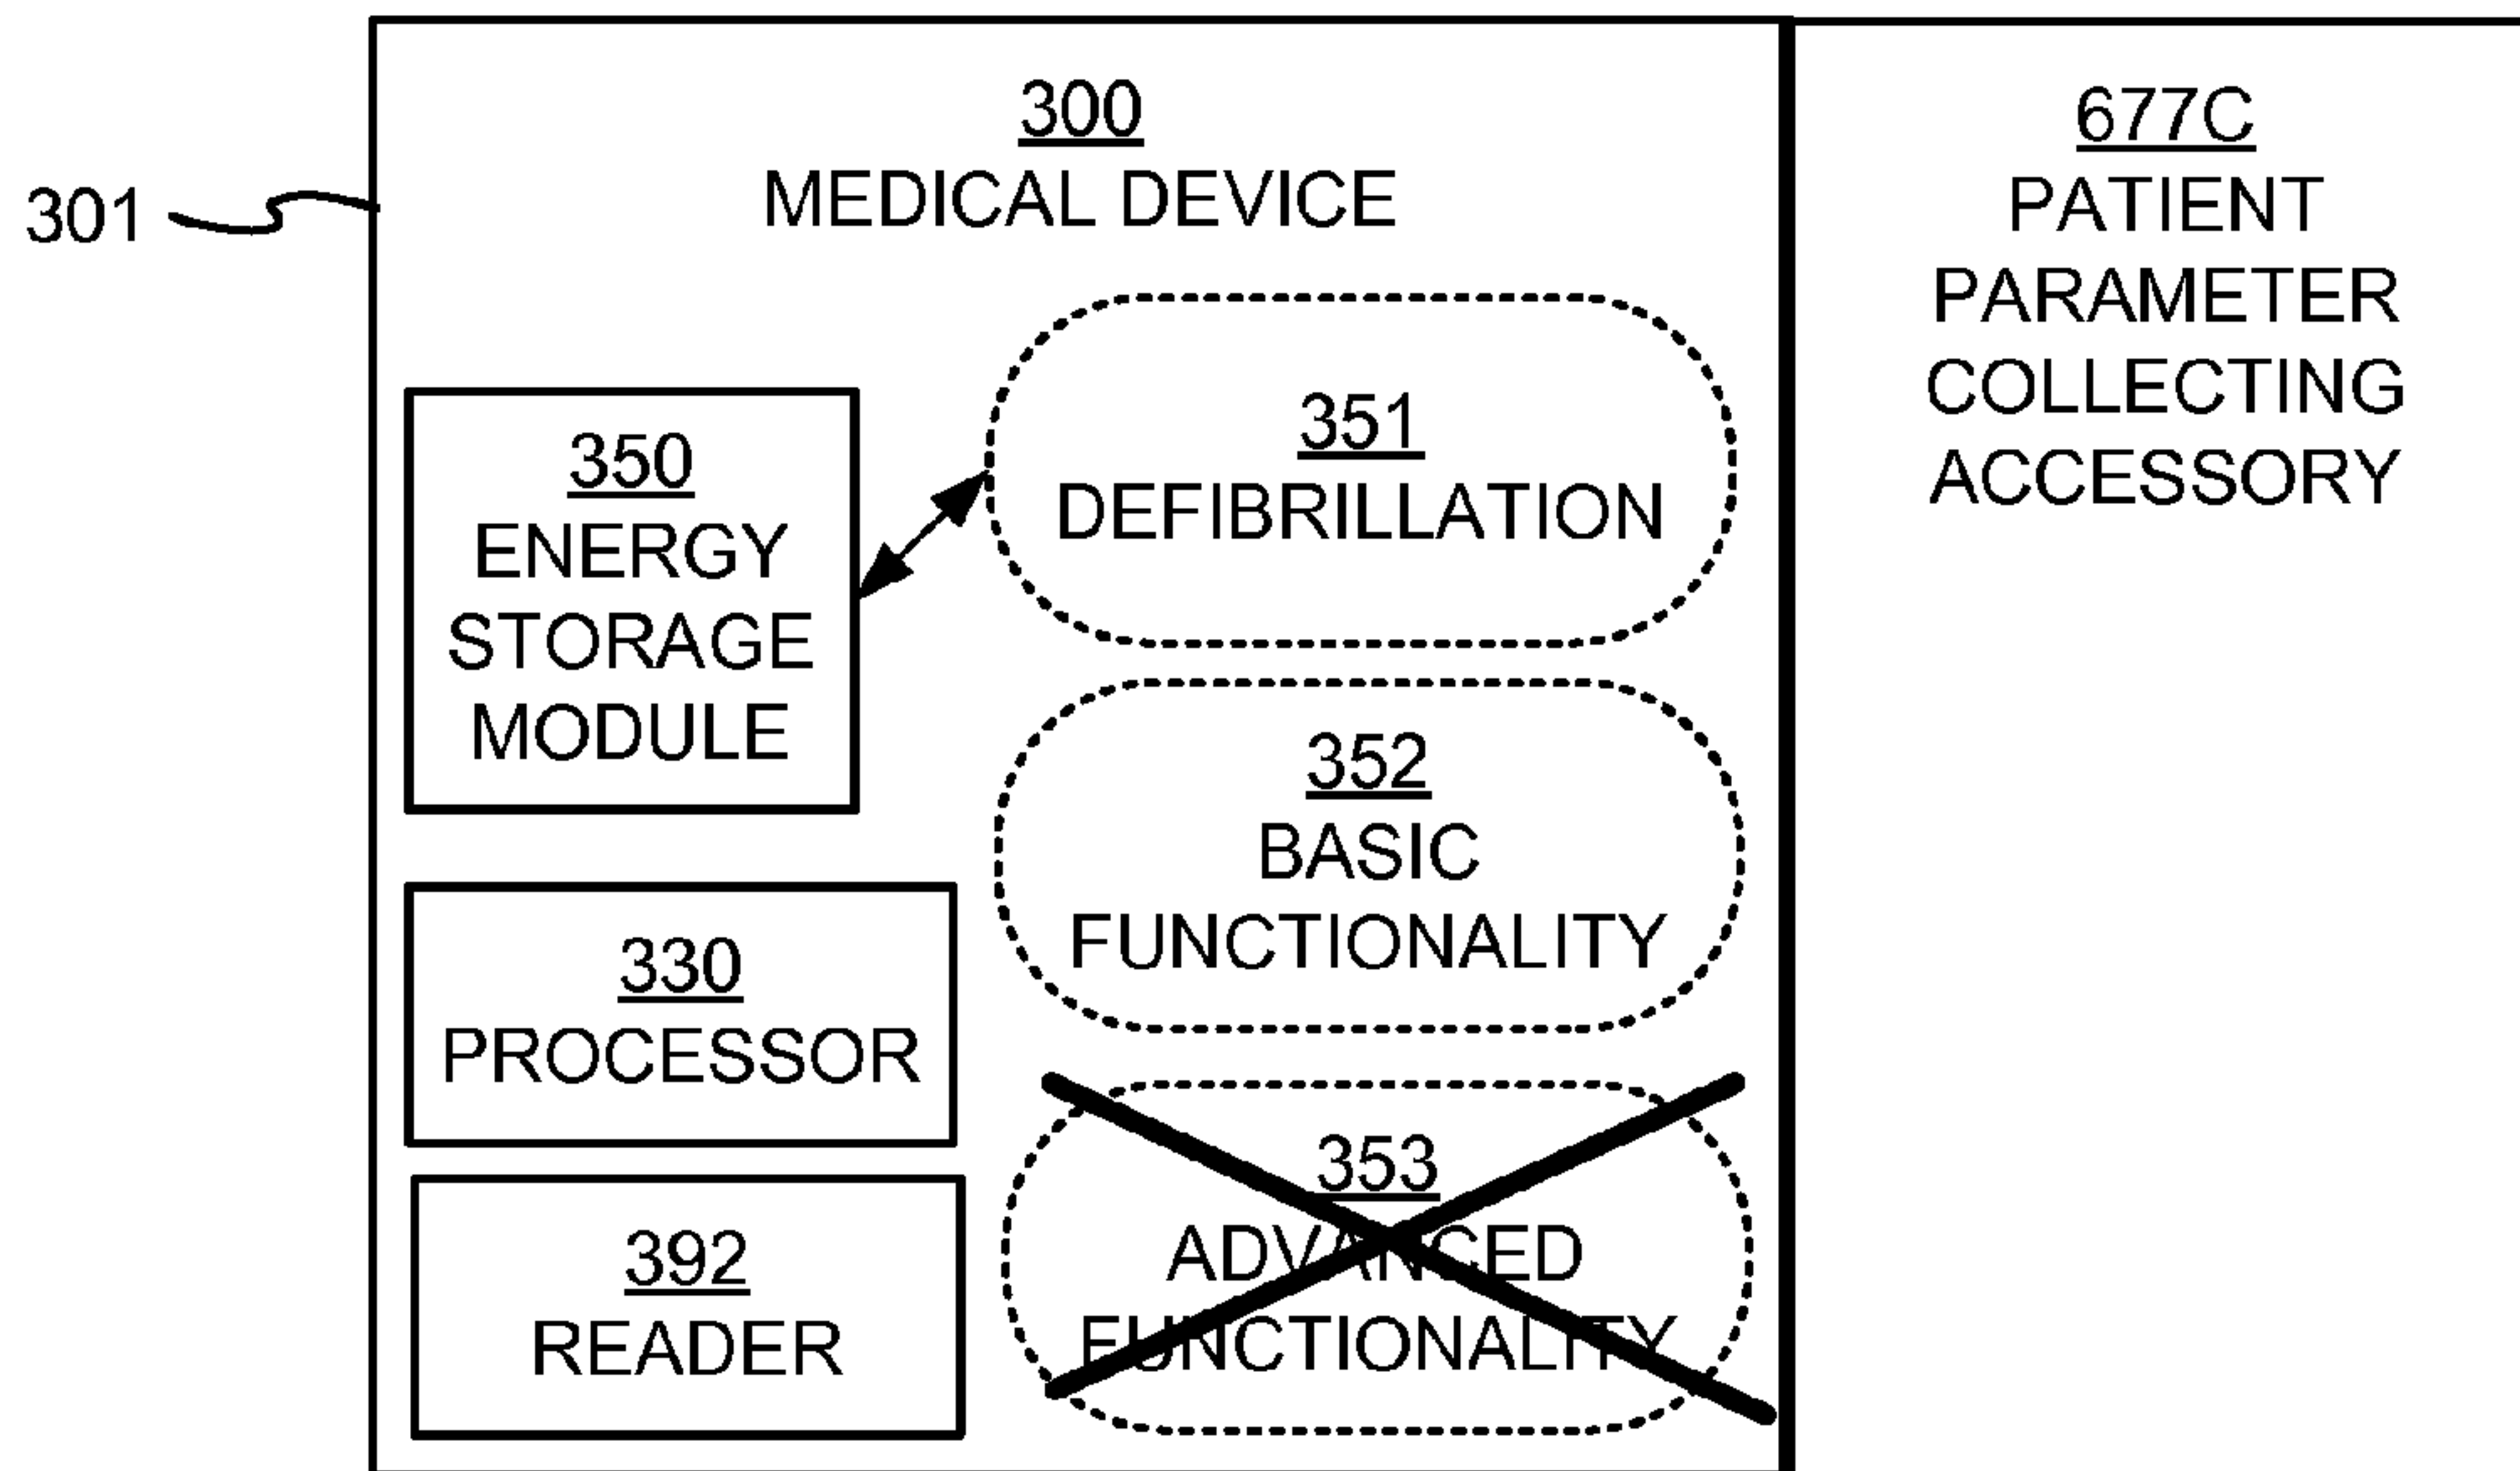 300
MEDICAL DEVICE
301
350
ENERGY
STORAGE
MODULE
351
DEFIBRILLATION
352
BASIC
FUNCTIONALITY
330
PROCESSOR
392
READER
353
ADVANCED
FUNCTIONALITY
677C
PATIENT
PARAMETER
COLLECTING
ACCESSORY